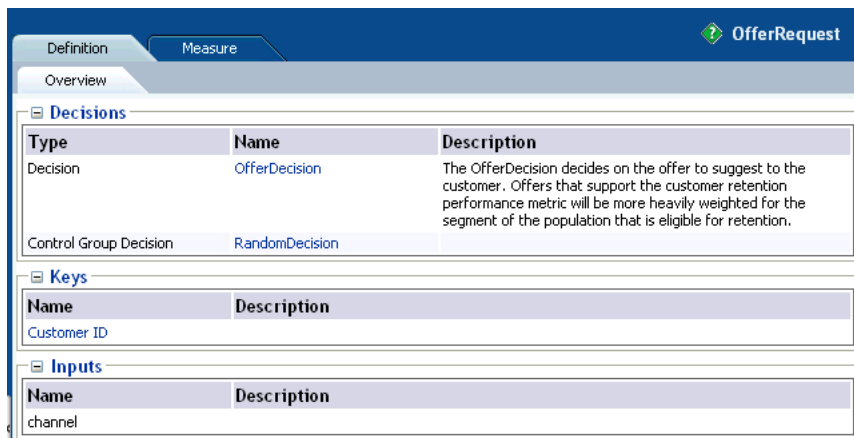 OfferRequest
Definition Measure
Overview
Decisions
Type Name Description
Decision OfferDecision The OfferDecision decides on the offer to suggest to the
customer. Offers that support the customer retention
performance metric will be more heavily weighted for the
segment of the population that is eligible for retention.
Control Group Decision RandomDecision
Keys
Name Description
Customer ID
Inputs
Name Description
channel